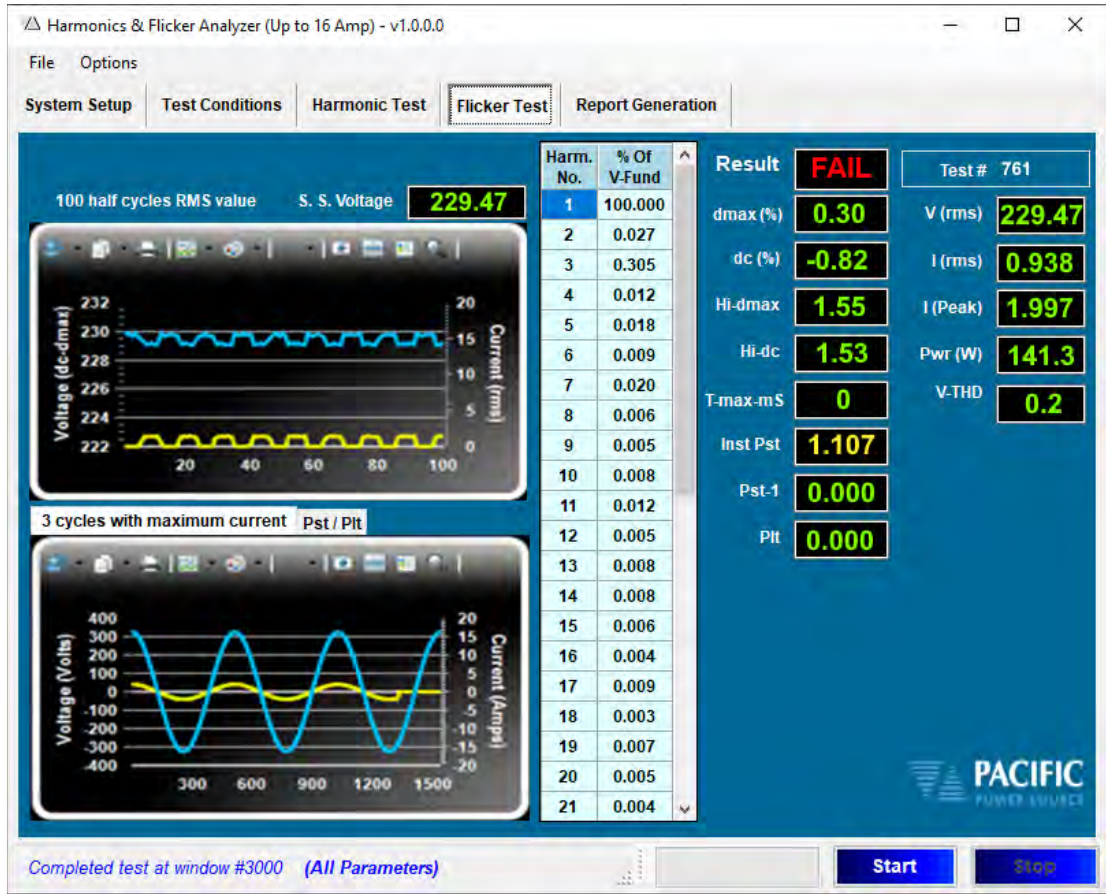 Harmonics & Flicker Analyzer (Up to 16 Amp) - v1.0.0.0
File Options
System Setup Test Conditions Harmonic Test Flicker Test Report Generation
100 half cycles RMS value S. S. Voltage 229.47
Voltage (dc-dmax)
232
230
228
226
224
222
20 40 60 80 100
20
15
10
5
0
Current (rms)
3 cycles with maximum current Pst / Plt
Voltage (Volts)
400
300
200
100
0
-100
-200
-300
-400
300 600 900 1200 1500
20
15
10
5
0
-5
-10
-15
-20
Current (Amps)
Harm. No. % Of V-Fund
1 100.000
2 0.027
3 0.305
4 0.012
5 0.018
6 0.009
7 0.020
8 0.006
9 0.005
10 0.008
11 0.012
12 0.005
13 0.008
14 0.008
15 0.006
16 0.004
17 0.009
18 0.003
19 0.007
20 0.005
21 0.004
Result FAIL
dmax (%) 0.30
dc (%) -0.82
Hi-dmax 1.55
Hi-dc 1.53
T-max-mS 0
Inst Pst 1.107
Pst-1 0.000
Plt 0.000
Test # 761
V (rms) 229.47
I (rms) 0.938
I (Peak) 1.997
Pwr (W) 141.3
V-THD 0.2
PACIFIC
POWER SOURCE
Completed test at window #3000 (All Parameters)
Start Stop